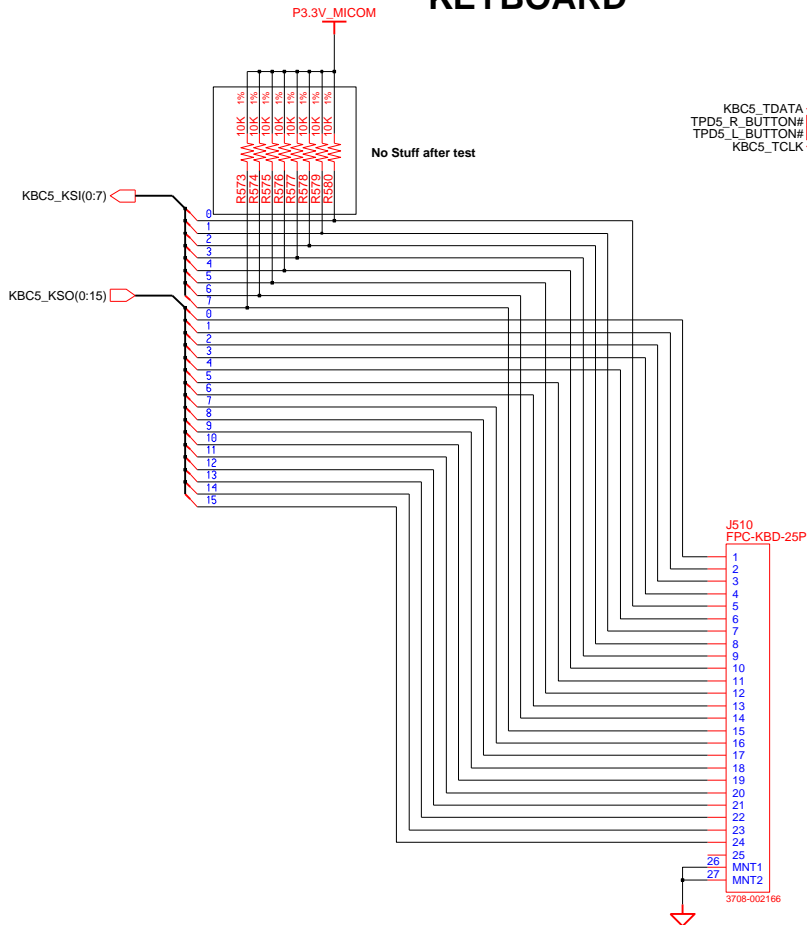 KEYBOARD
P3.3V_MICOM
KBC5_TDATA
TPD5_R_BUTTON#
TPD5_L_BUTTON#
KBC5_TCLK
10K 1%
10K 1%
10K 1%
10K 1%
10K 1%
10K 1%
10K 1%
10K 1%
R573
R574
R575
R576
R577
R578
R579
R580
No Stuff after test
KBC5_KSI(0:7)
0
1
2
3
4
5
6
7
KBC5_KSO(0:15)
0
1
2
3
4
5
6
7
8
9
10
11
12
13
14
15
J510
FPC-KBD-25P
1
2
3
4
5
6
7
8
9
10
11
12
13
14
15
16
17
18
19
20
21
22
23
24
25
26 MNT1
27 MNT2
3708-002166